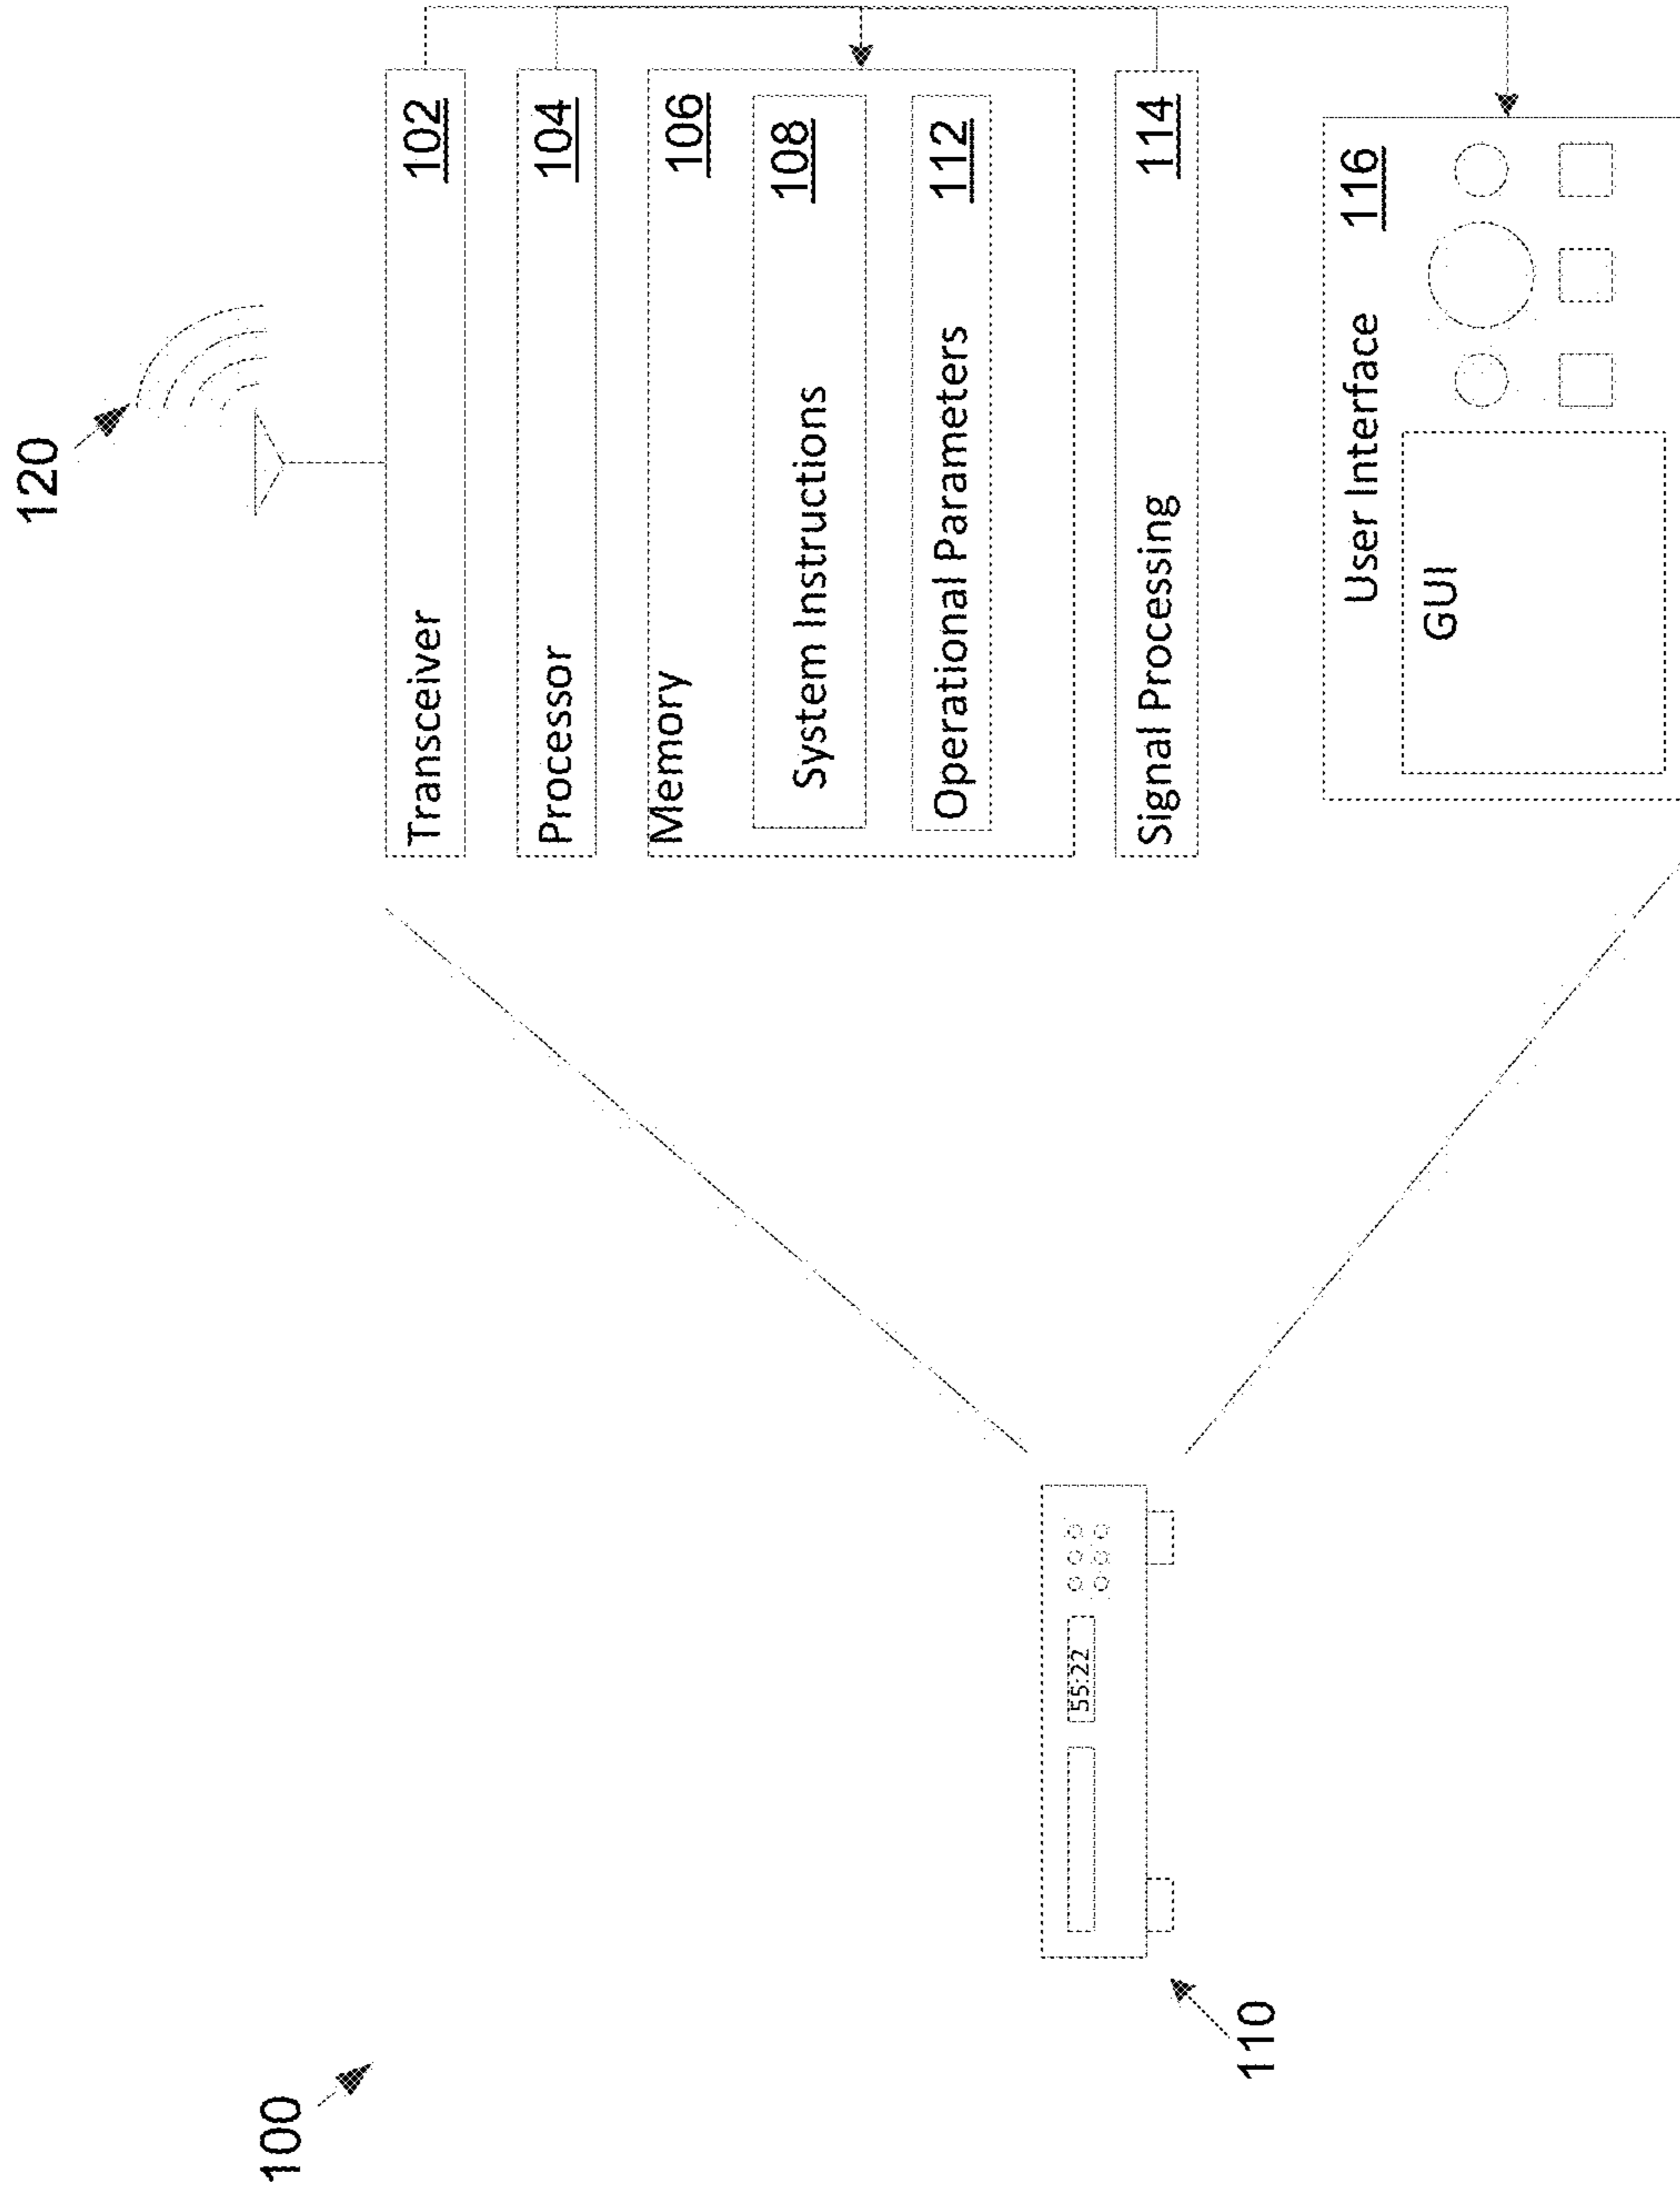 120
Transceiver 102
Processor 104
Memory 106
System Instructions 108
Operational Parameters 112
Signal Processing 114
User Interface 116
GUI
100
55:22
110